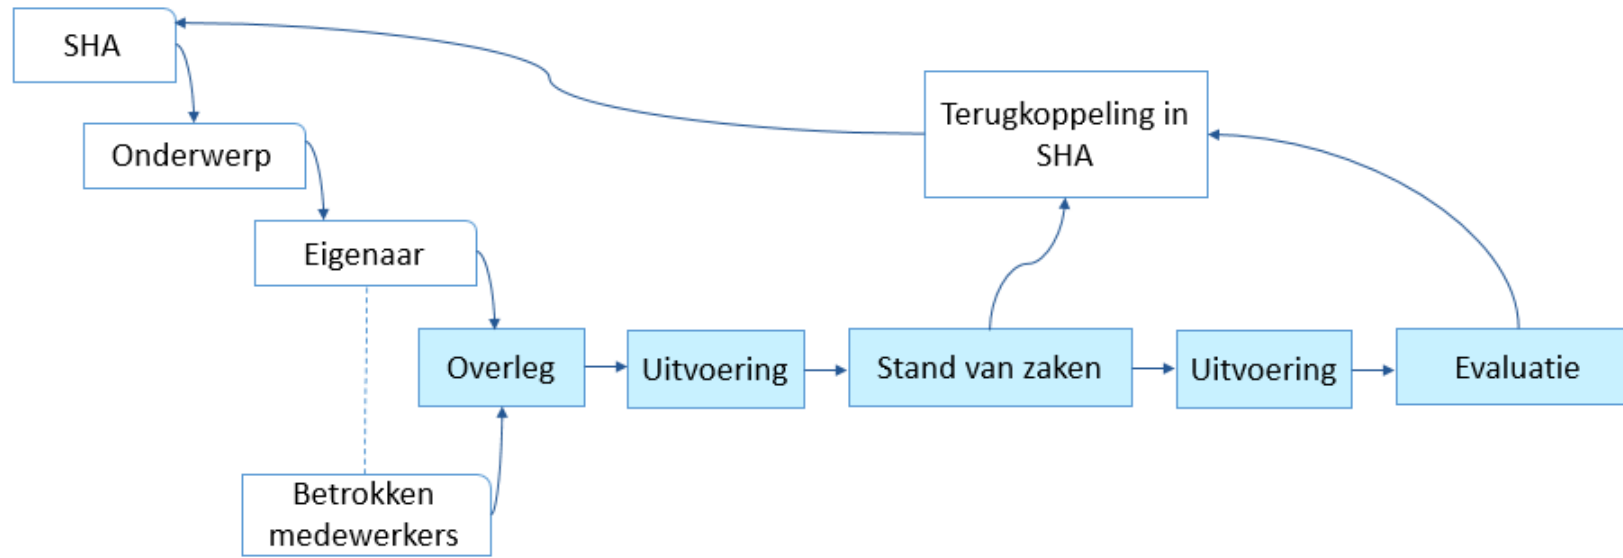 SHA
Onderwerp
Eigenaar
Betrokken
medewerkers
Overleg
Uitvoering
Stand van zaken
Uitvoering
Evaluatie
Terugkoppeling in
SHA